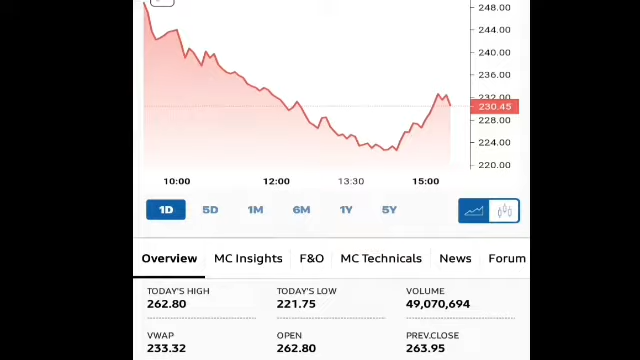 248.00
244.00
240.00
236.00
232.00
230.45
228.00
224.00
220.00
10:00 12:00 13:30 15:00
1D 5D 1M 6M 1Y 5Y
Overview MC Insights F&O MC Technicals News Forum
TODAY'S HIGH TODAY'S LOW VOLUME
262.80 221.75 49,070,694
VWAP OPEN PREV.CLOSE
233.32 262.80 263.95